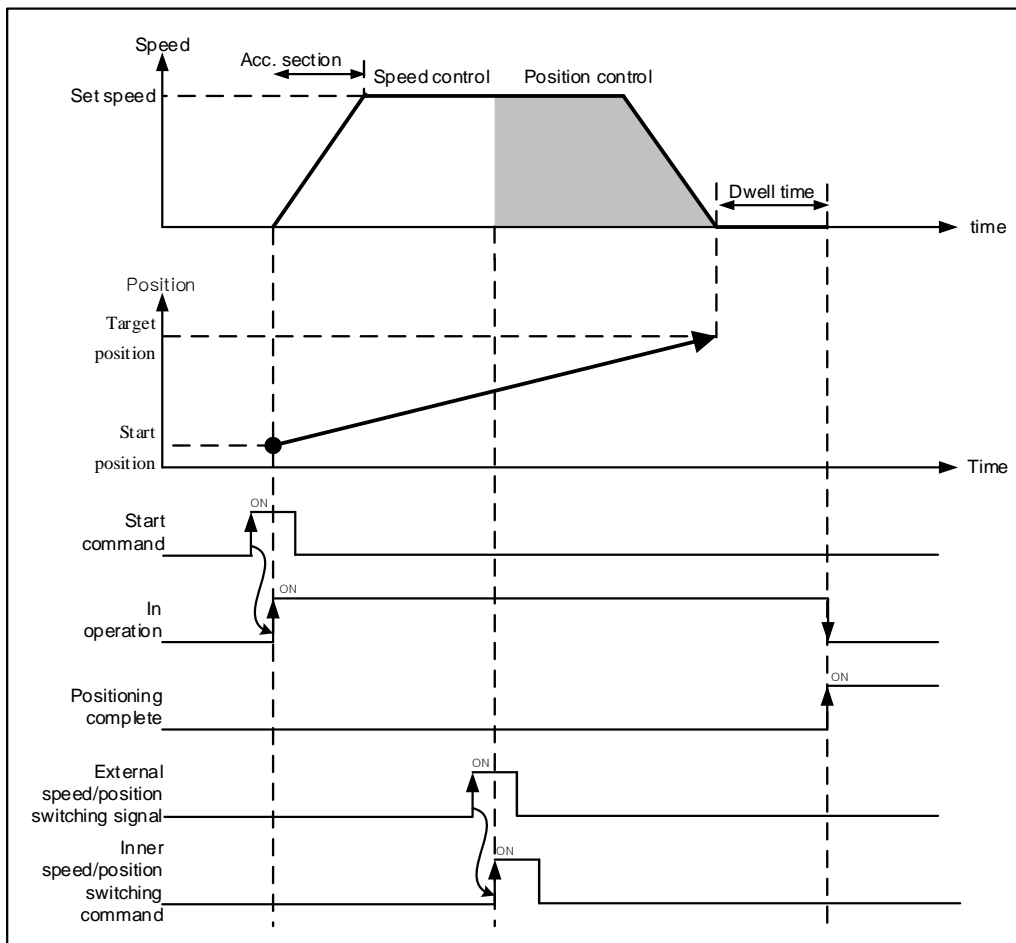 Speed
Acc. section
Speed control
Position control
Set speed
Dwell time
time
Position
Target
position
Start
position
Time
ON
Start
command
ON
In
operation
ON
Positioning
complete
ON
External
speed/position
switching signal
ON
Inner
speed/position
switching
command